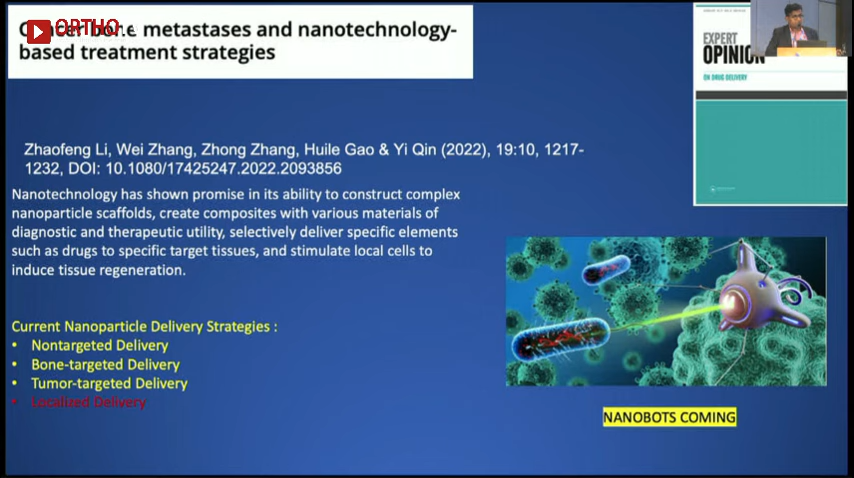 ORTHO
Cancer bone metastases and nanotechnology-
based treatment strategies
EXPERT
OPINION
ON DRUG DELIVERY
Zhaofeng Li, Wei Zhang, Zhong Zhang, Huile Gao & Yi Qin (2022), 19:10, 1217-
1232, DOI: 10.1080/17425247.2022.2093856
Nanotechnology has shown promise in its ability to construct complex
nanoparticle scaffolds, create composites with various materials of
diagnostic and therapeutic utility, selectively deliver specific elements
such as drugs to specific target tissues, and stimulate local cells to
induce tissue regeneration.
Current Nanoparticle Delivery Strategies :
• Nontargeted Delivery
• Bone-targeted Delivery
• Tumor-targeted Delivery
• Localized Delivery
NANOBOTS COMING